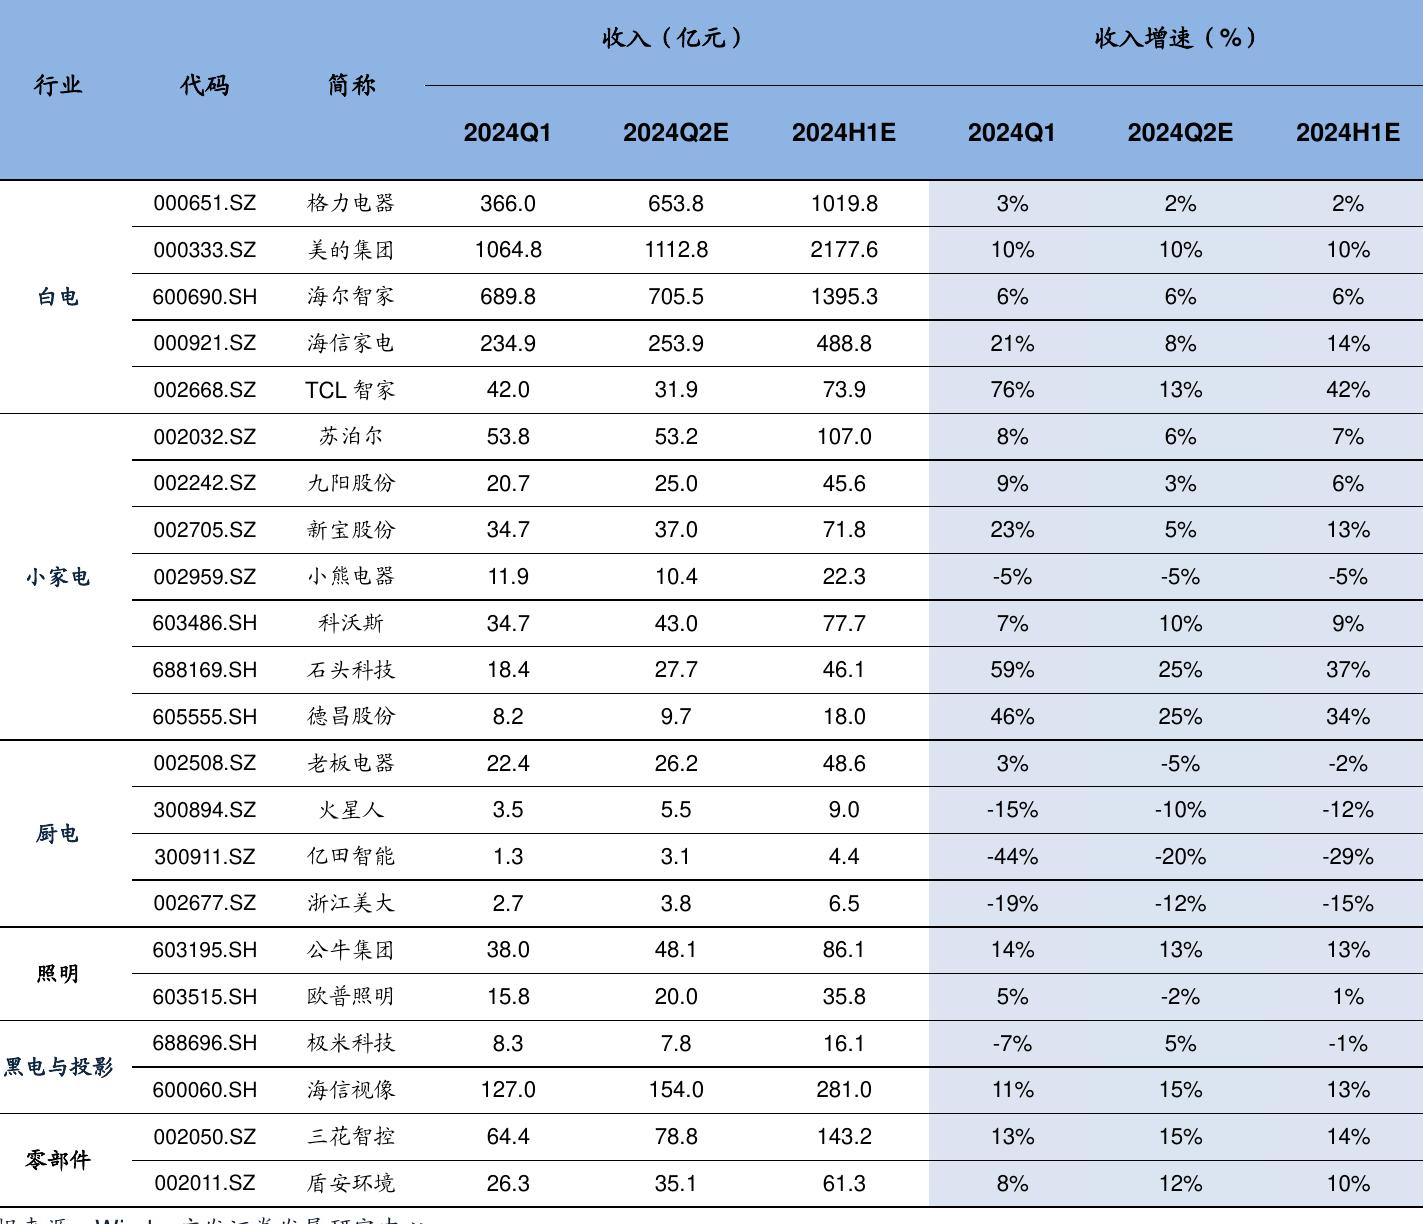 行业 代码 简称 收入（亿元） 收入增速（%）
2024Q1 2024Q2E 2024H1E 2024Q1 2024Q2E 2024H1E
白电
000651.SZ 格力电器 366.0 653.8 1019.8 3% 2% 2%
000333.SZ 美的集团 1064.8 1112.8 2177.6 10% 10% 10%
600690.SH 海尔智家 689.8 705.5 1395.3 6% 6% 6%
000921.SZ 海信家电 234.9 253.9 488.8 21% 8% 14%
002668.SZ TCL 智家 42.0 31.9 73.9 76% 13% 42%
小家电
002032.SZ 苏泊尔 53.8 53.2 107.0 8% 6% 7%
002242.SZ 九阳股份 20.7 25.0 45.6 9% 3% 6%
002705.SZ 新宝股份 34.7 37.0 71.8 23% 5% 13%
002959.SZ 小熊电器 11.9 10.4 22.3 -5% -5% -5%
603486.SH 科沃斯 34.7 43.0 77.7 7% 10% 9%
688169.SH 石头科技 18.4 27.7 46.1 59% 25% 37%
605555.SH 德昌股份 8.2 9.7 18.0 46% 25% 34%
厨电
002508.SZ 老板电器 22.4 26.2 48.6 3% -5% -2%
300894.SZ 火星人 3.5 5.5 9.0 -15% -10% -12%
300911.SZ 亿田智能 1.3 3.1 4.4 -44% -20% -29%
002677.SZ 浙江美大 2.7 3.8 6.5 -19% -12% -15%
照明
603195.SH 公牛集团 38.0 48.1 86.1 14% 13% 13%
603515.SH 欧普照明 15.8 20.0 35.8 5% -2% 1%
黑电与投影
688696.SH 极米科技 8.3 7.8 16.1 -7% 5% -1%
600060.SH 海信视像 127.0 154.0 281.0 11% 15% 13%
零部件
002050.SZ 三花智控 64.4 78.8 143.2 13% 15% 14%
002011.SZ 盾安环境 26.3 35.1 61.3 8% 12% 10%